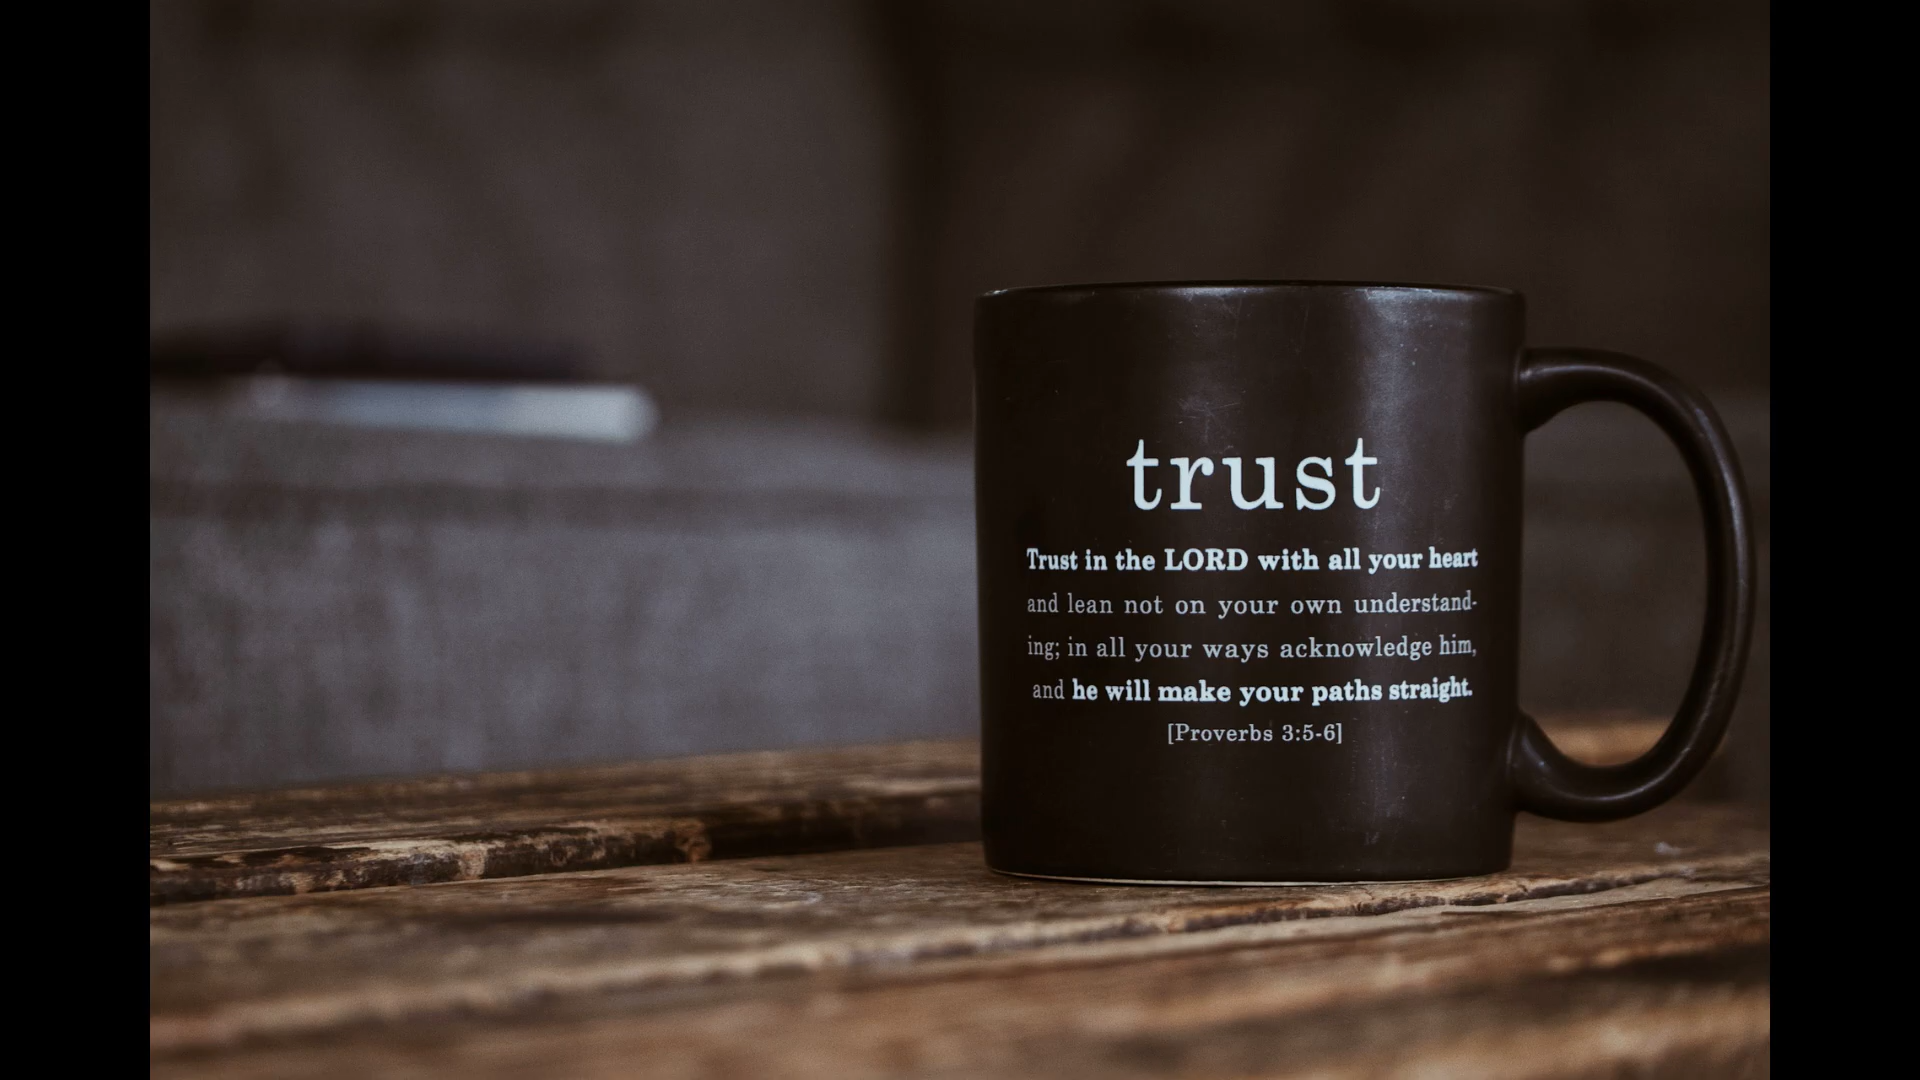 trust
Trust in the LORD with all your heart
and lean not on your own understand-
ing; in all your ways acknowledge him,
and he will make your paths straight.
[Proverbs 3:5-6]